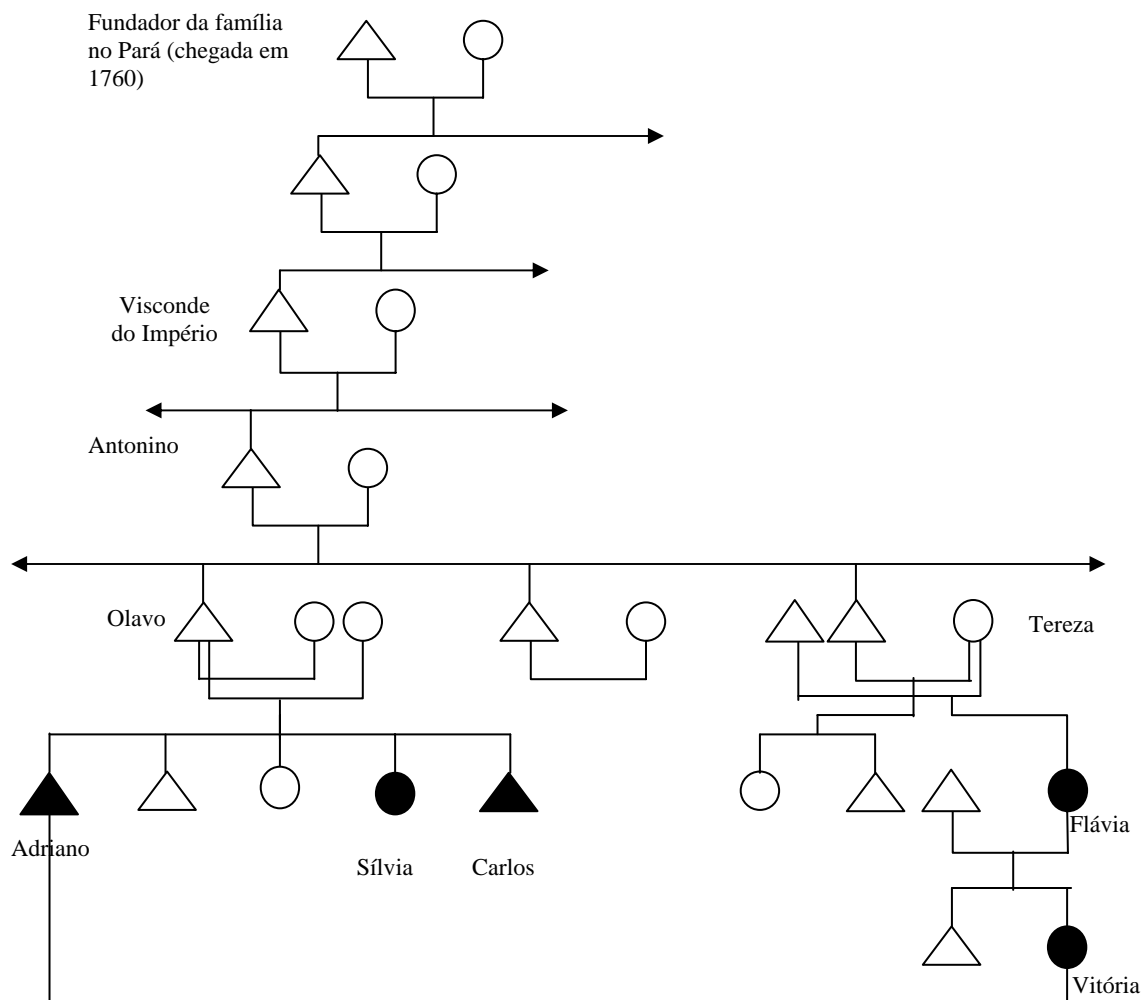 Fundador da família
no Pará (chegada em
1760)
Visconde
do Império
Antonino
Olavo
Tereza
Adriano
Sílvia
Carlos
Flávia
Vitória